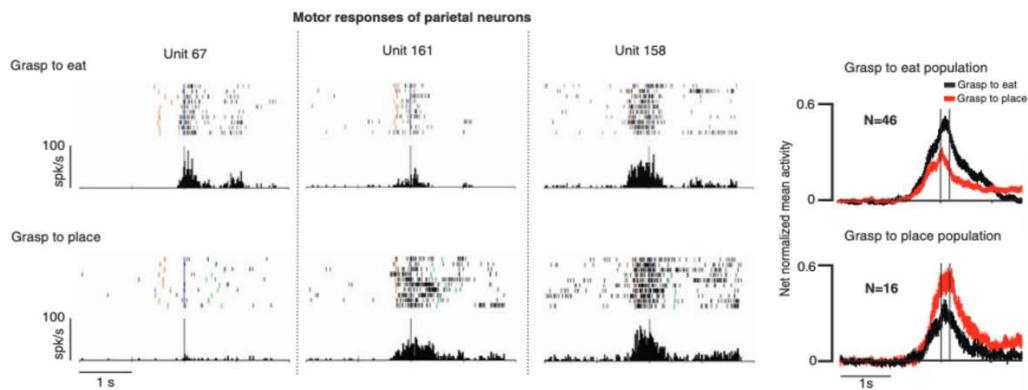 Motor responses of parietal neurons
Unit 67
Unit 161
Unit 158
Grasp to eat
100
spk/s
Grasp to place
100
spk/s
1 s
Grasp to eat population
Grasp to eat
Grasp to place
0.6
N=46
0
Net normalized mean activity
Grasp to place population
0.6
N=16
0
1s